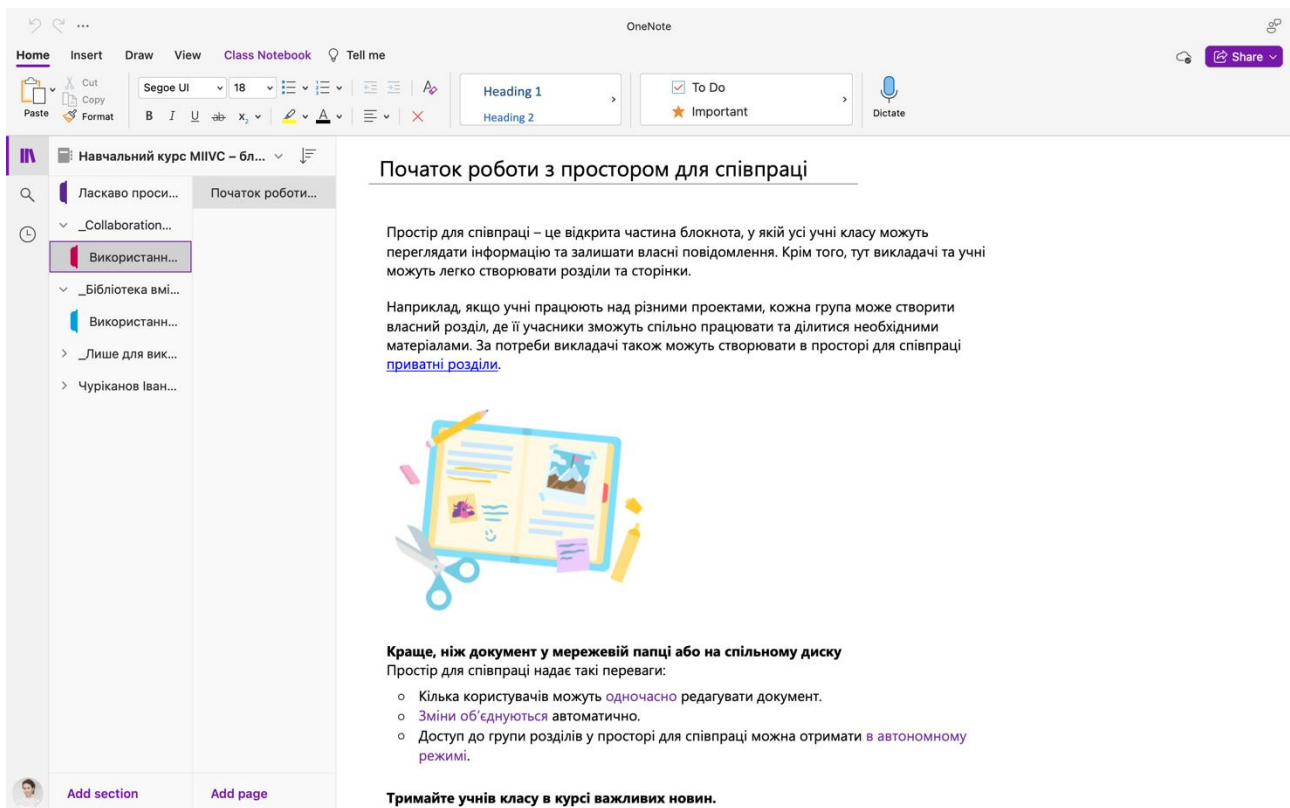 OneNote
Home Insert Draw View Class Notebook Tell me
Share
Paste
Cut
Copy
Format
Segoe UI 18
B I U ab x₂ A
Heading 1
Heading 2
To Do
Important
Dictate
Навчальний курс МІІVC – бл...
Ласкаво проси...
_Collaboration...
Використанн...
_Бібліотека вмі...
Використанн...
_Лише для вик...
Чуріканов Іван...
Add section
Початок роботи...
Add page
Початок роботи з простором для співпраці
Простір для співпраці – це відкрита частина блокнота, у якій усі учні класу можуть
переглядати інформацію та залишати власні повідомлення. Крім того, тут викладачі та учні
можуть легко створювати розділи та сторінки.
Наприклад, якщо учні працюють над різними проектами, кожна група може створити
власний розділ, де її учасники зможуть спільно працювати та ділитися необхідними
матеріалами. За потреби викладачі також можуть створювати в просторі для співпраці
приватні розділи.
Краще, ніж документ у мережевій папці або на спільному диску
Простір для співпраці надає такі переваги:
Кілька користувачів можуть одночасно редагувати документ.
Зміни об’єднуються автоматично.
Доступ до групи розділів у просторі для співпраці можна отримати в автономному
режимі.
Тримайте учнів класу в курсі важливих новин.